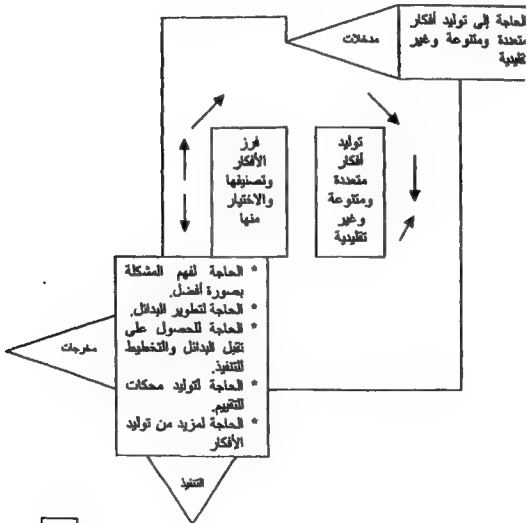 الحاجة إلى توليد أفكار
متعددة ومتنوعة وغير
تقليدية
مدخلات
توليد
أفكار
متعددة
ومتنوعة
وغير
تقليدية
فرز
الأفكار
وتصنيفها
والاختيار
منها
* الحاجة لفهم المشكلة
بصورة أفضل.
* الحاجة لتطوير البدائل.
* الحاجة للحصول على
تقبل البدائل والتخطيط
للتنفيذ.
* الحاجة لتوليد محكات
للتقييم.
* الحاجة لمزيد من توليد
الأفكار
مخرجات
التنفيذ